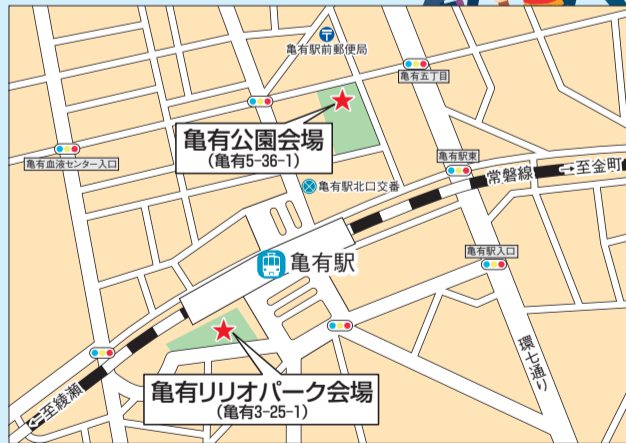 亀有駅前郵便局
亀有五丁目
亀有公園会場
(亀有5-36-1)
亀有血液センター入口
亀有駅東
亀有駅北口交番
常磐線
→至金町
亀有駅入口
亀有駅
環七通り
亀有リリオパーク会場
(亀有3-25-1)
←至綾瀬